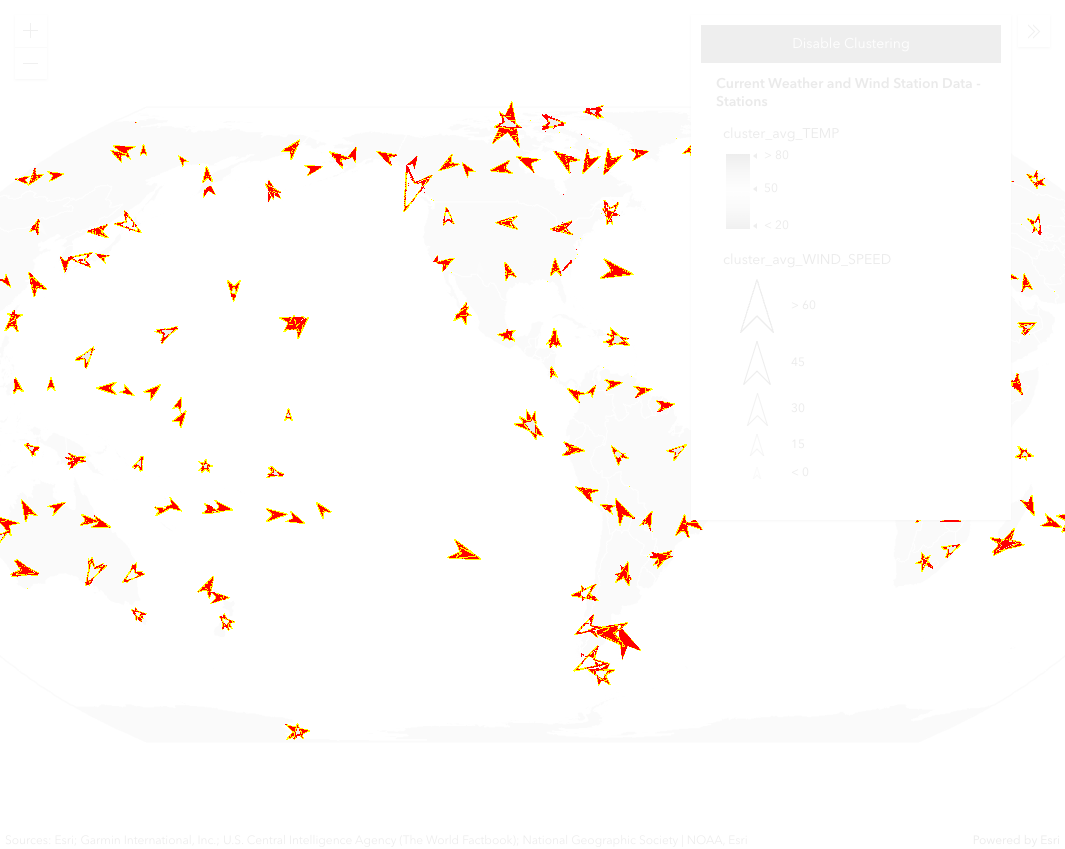 Disable Clustering
Current Weather and Wind Station Data -
Stations
cluster_avg_TEMP
> 80
50
< 20
cluster_avg_WIND_SPEED
> 60
45
30
15
< 0
Sources: Esri; Garmin International, Inc.; U.S. Central Intelligence Agency (The World Factbook); National Geographic Society | NOAA, Esri
Powered by Esri